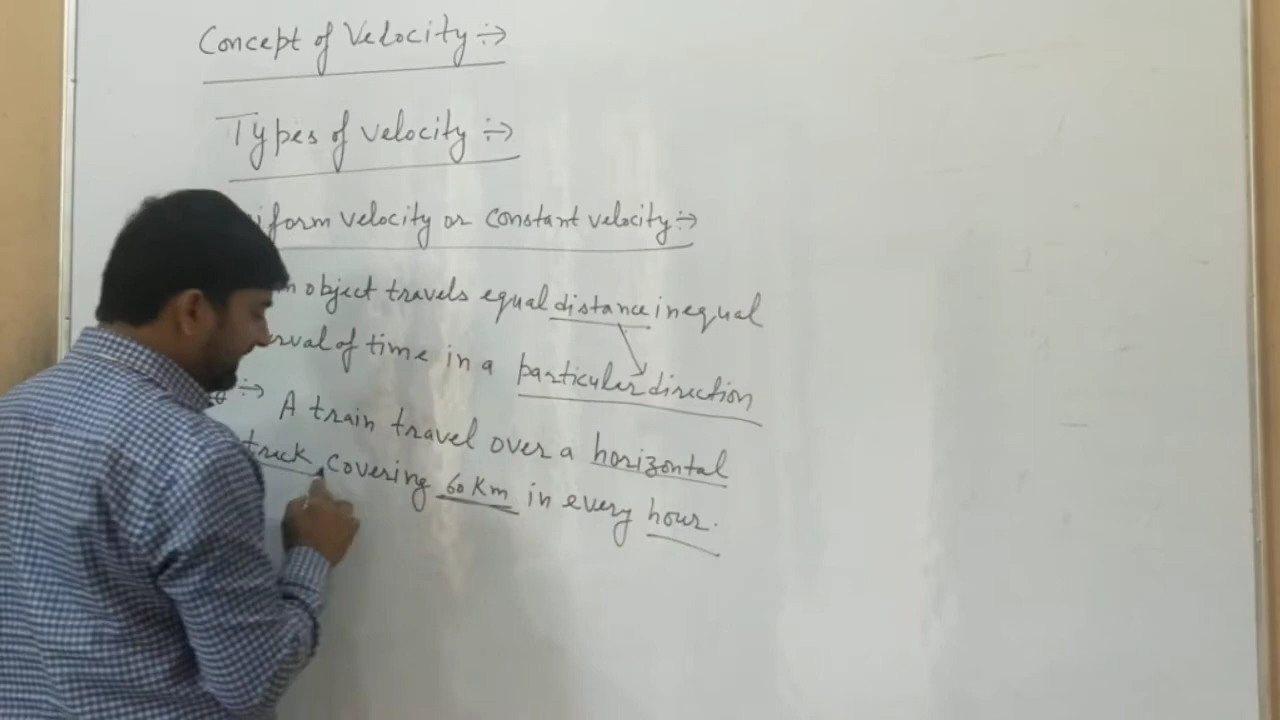 Concept of Velocity ÷>
Types of velocity ÷>
iform velocity or constant velocity ÷>
n object travels equal distance in equal
rval of time in a particular direction
÷> A train travel over a horizontal
track covering 60 Km in every hour.